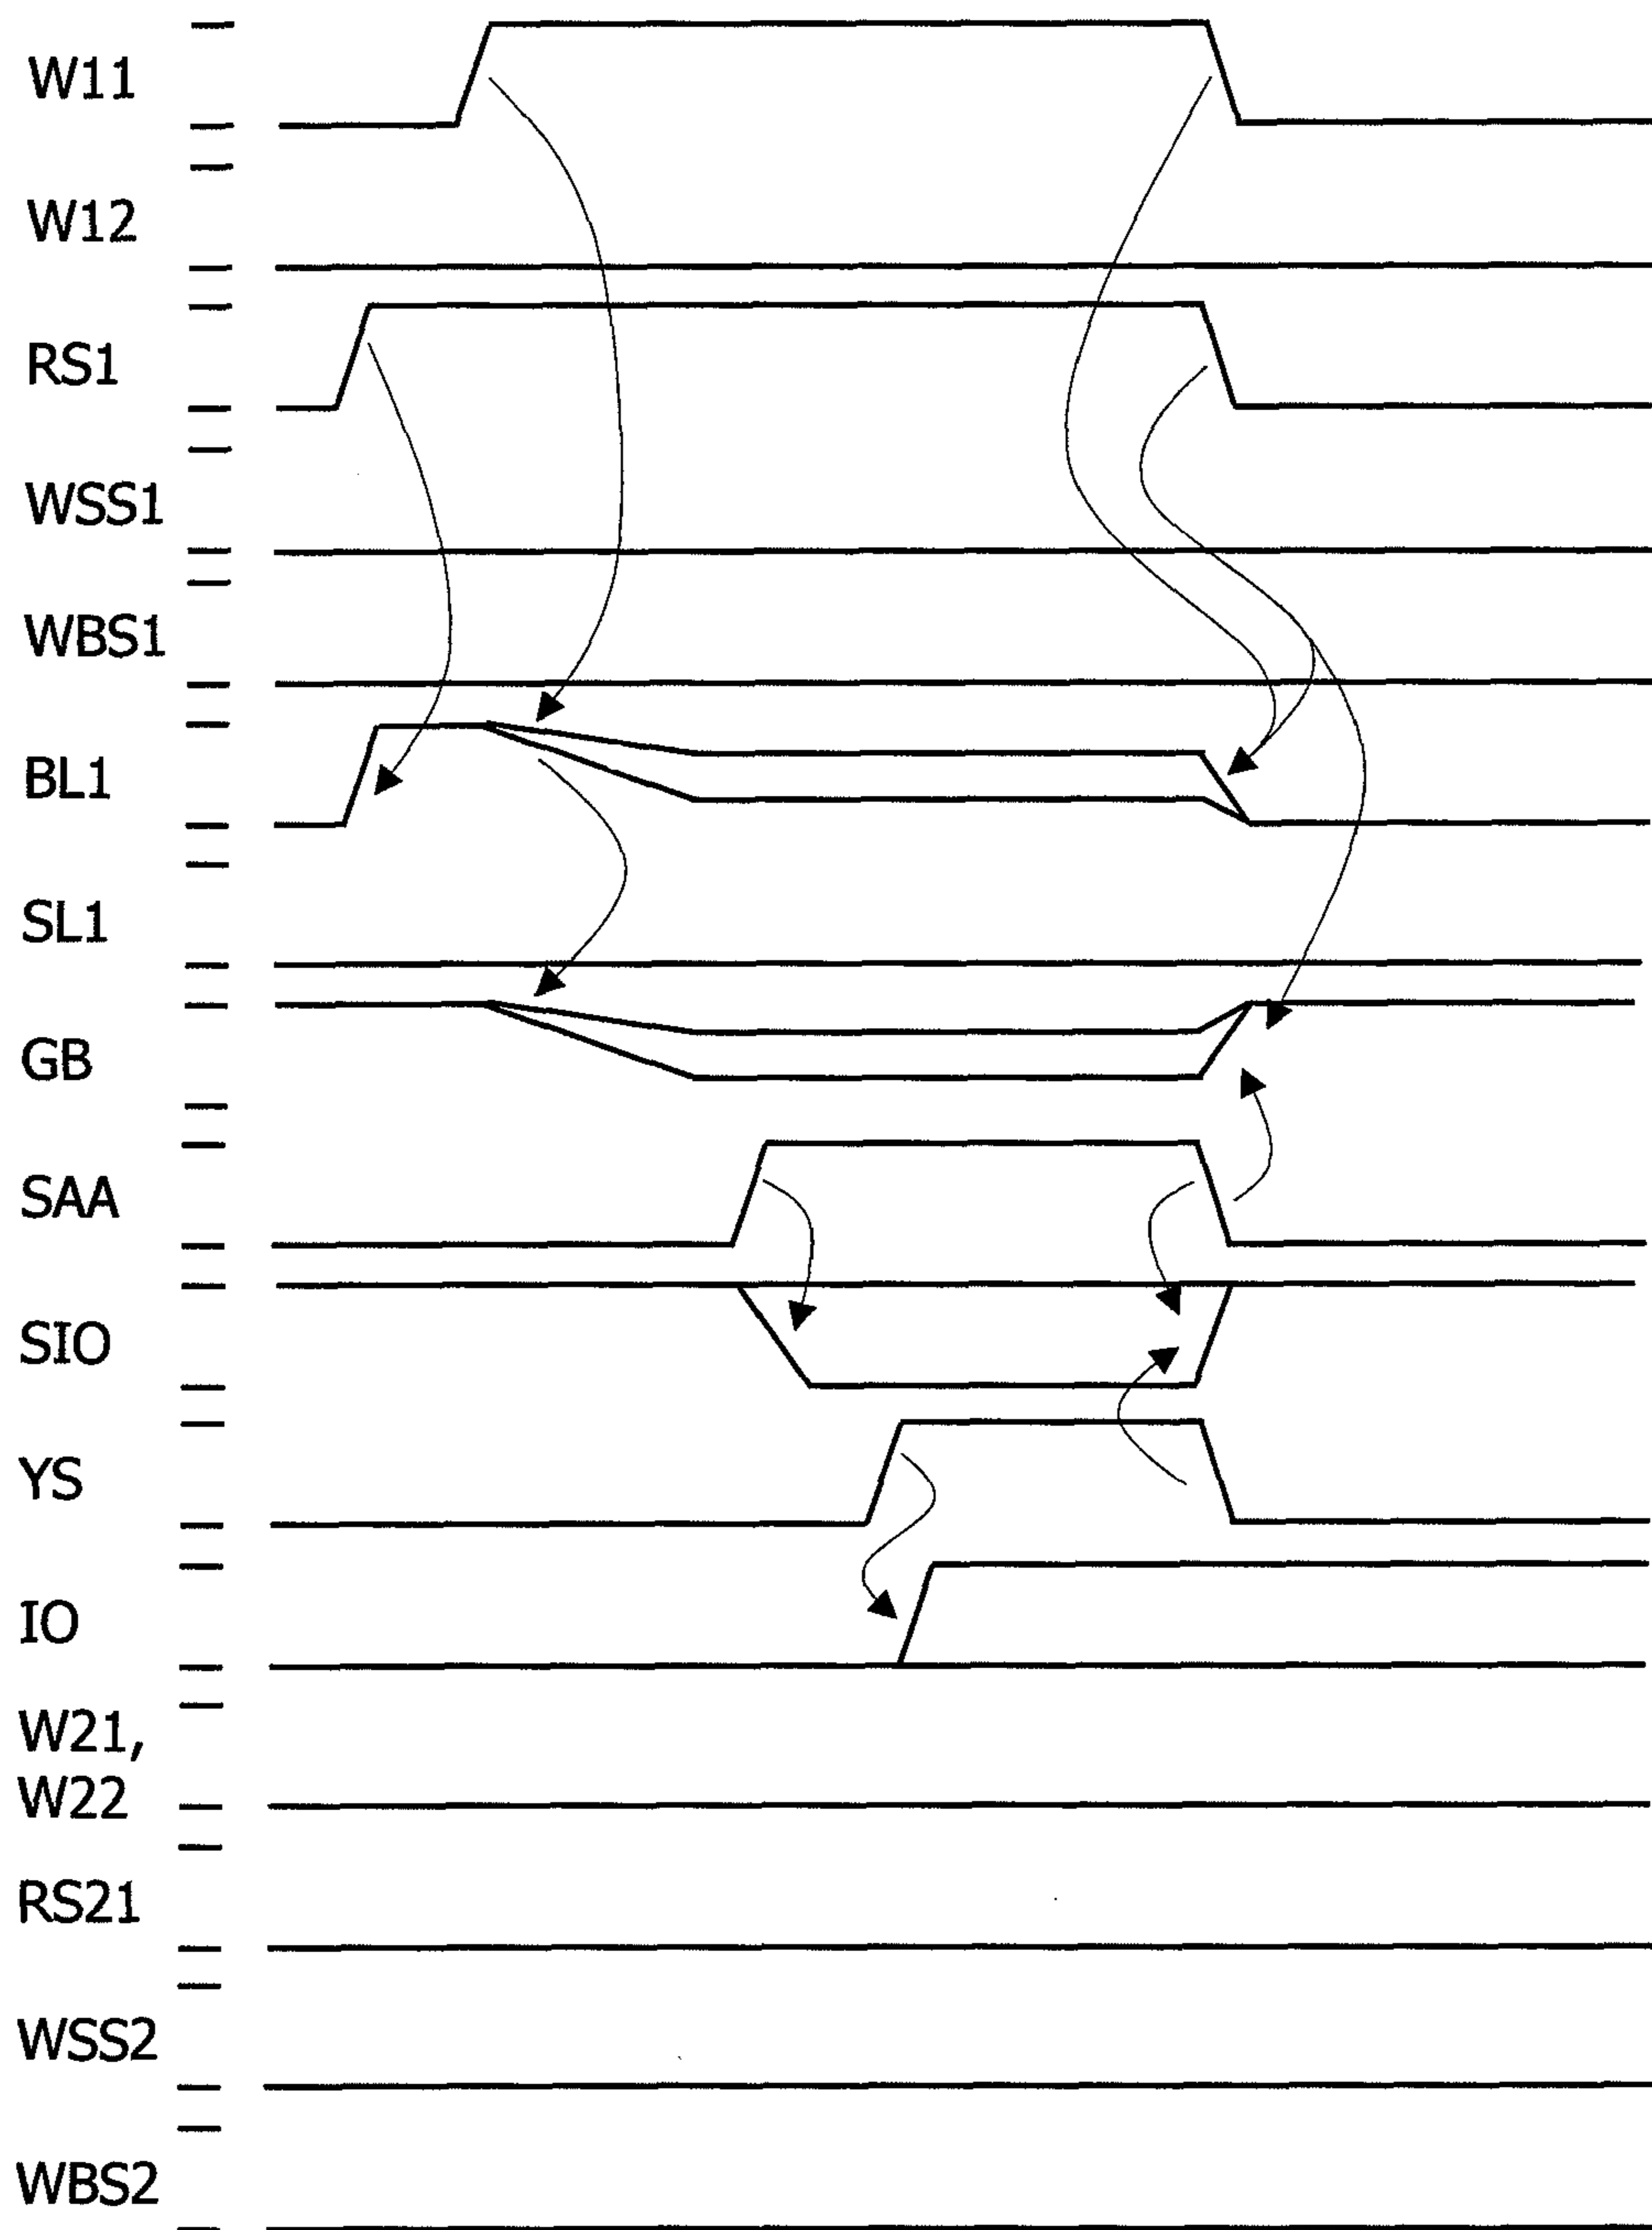 W11
W12
RS1
WSS1
WBS1
BL1
SL1
GB
SAA
SIO
YS
IO
W21,
W22
RS21
WSS2
WBS2